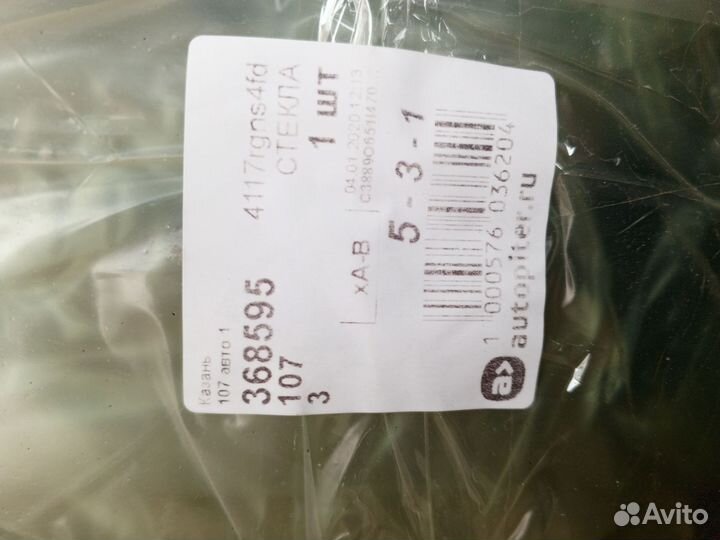 Казань
107 авто 1
368595
107
3
4117rgns4fd
СТЕКЛА
1 шт
хА-В
04.01.2020 12:13
5 - 3 - 1
1 000576 036204
autopiter.ru
Avito